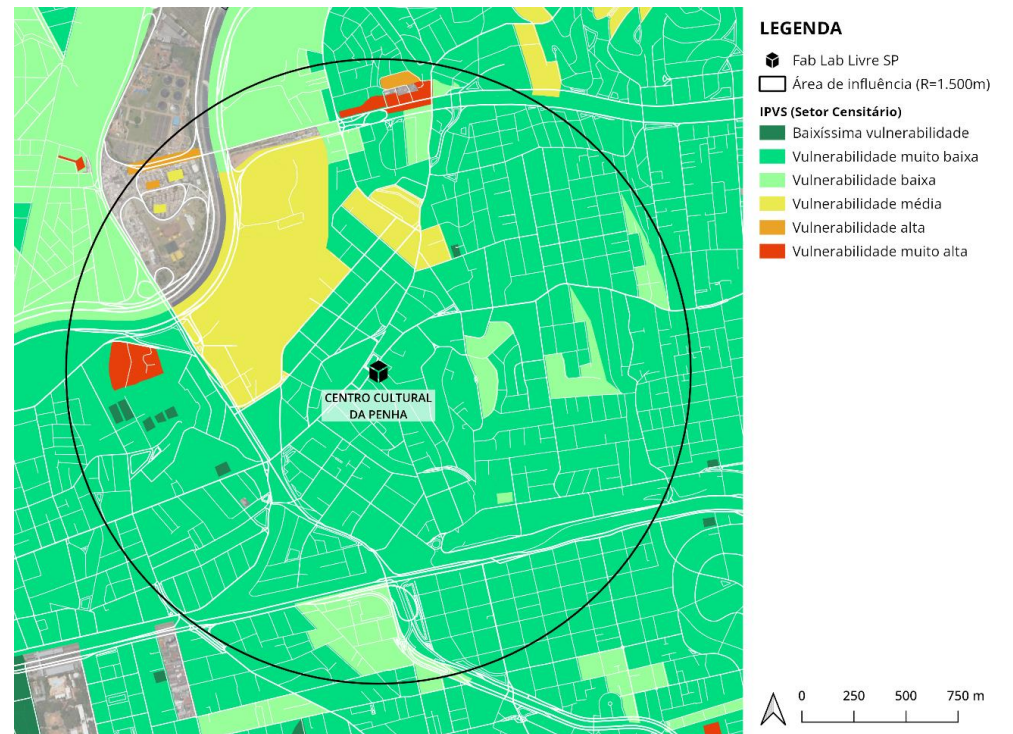 LEGENDA
Fab Lab Livre SP
Área de influência (R=1.500m)
IPVS (Setor Censitário)
Baixíssima vulnerabilidade
Vulnerabilidade muito baixa
Vulnerabilidade baixa
Vulnerabilidade média
Vulnerabilidade alta
Vulnerabilidade muito alta
CENTRO CULTURAL
DA PENHA
0 250 500 750 m